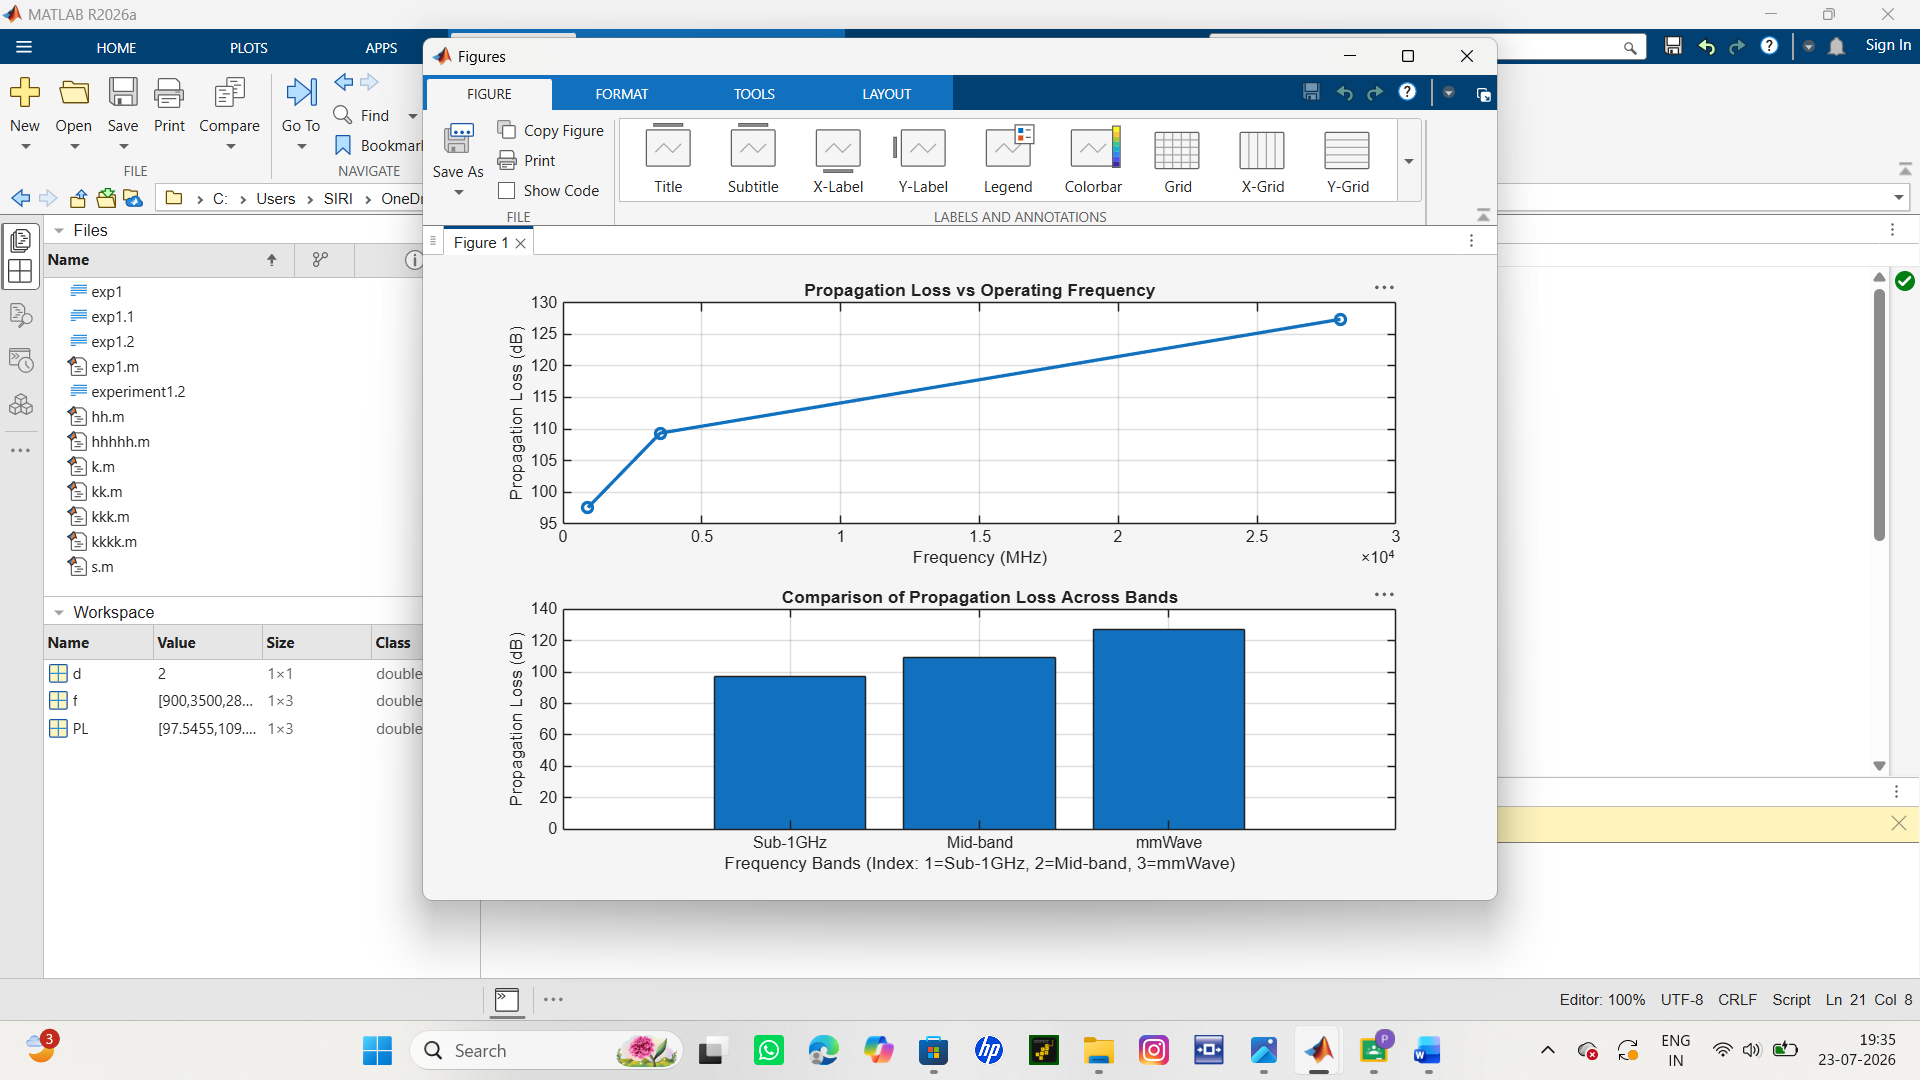 MATLAB R2026a
HOME PLOTS APPS
Sign In
New Open Save Print Compare Go To
Find
Bookmar
FILE NAVIGATE
C: Users SIRI OneDr
Files
Name
exp1
exp1.1
exp1.2
exp1.m
experiment1.2
hh.m
hhhhh.m
k.m
kk.m
kkk.m
kkkk.m
s.m
Workspace
Name Value Size Class
d 2 1×1 double
f [900,3500,28... 1×3 double
PL [97.5455,109.... 1×3 double
Figures
FIGURE FORMAT TOOLS LAYOUT
Save As
Copy Figure
Print
Show Code
FILE
Title Subtitle X-Label Y-Label Legend Colorbar Grid X-Grid Y-Grid
LABELS AND ANNOTATIONS
Figure 1
Propagation Loss vs Operating Frequency
Propagation Loss (dB)
130
125
120
115
110
105
100
95
0 0.5 1 1.5 2 2.5 3
Frequency (MHz)
×10⁴
Comparison of Propagation Loss Across Bands
Propagation Loss (dB)
140
120
100
80
60
40
20
0
Sub-1GHz Mid-band mmWave
Frequency Bands (Index: 1=Sub-1GHz, 2=Mid-band, 3=mmWave)
Editor: 100% UTF-8 CRLF Script Ln 21 Col 8
3
Search
P
ENG
IN
19:35
23-07-2026